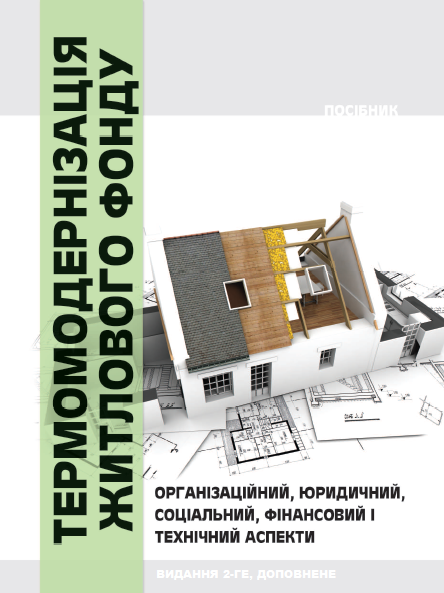 ПОСІБНИК
ТЕРМОМОДЕРНІЗАЦІЯ
ЖИТЛОВОГО ФОНДУ
ОРГАНІЗАЦІЙНИЙ, ЮРИДИЧНИЙ,
СОЦІАЛЬНИЙ, ФІНАНСОВИЙ І
ТЕХНІЧНИЙ АСПЕКТИ
ВИДАННЯ 2-ГЕ, ДОПОВНЕНЕ